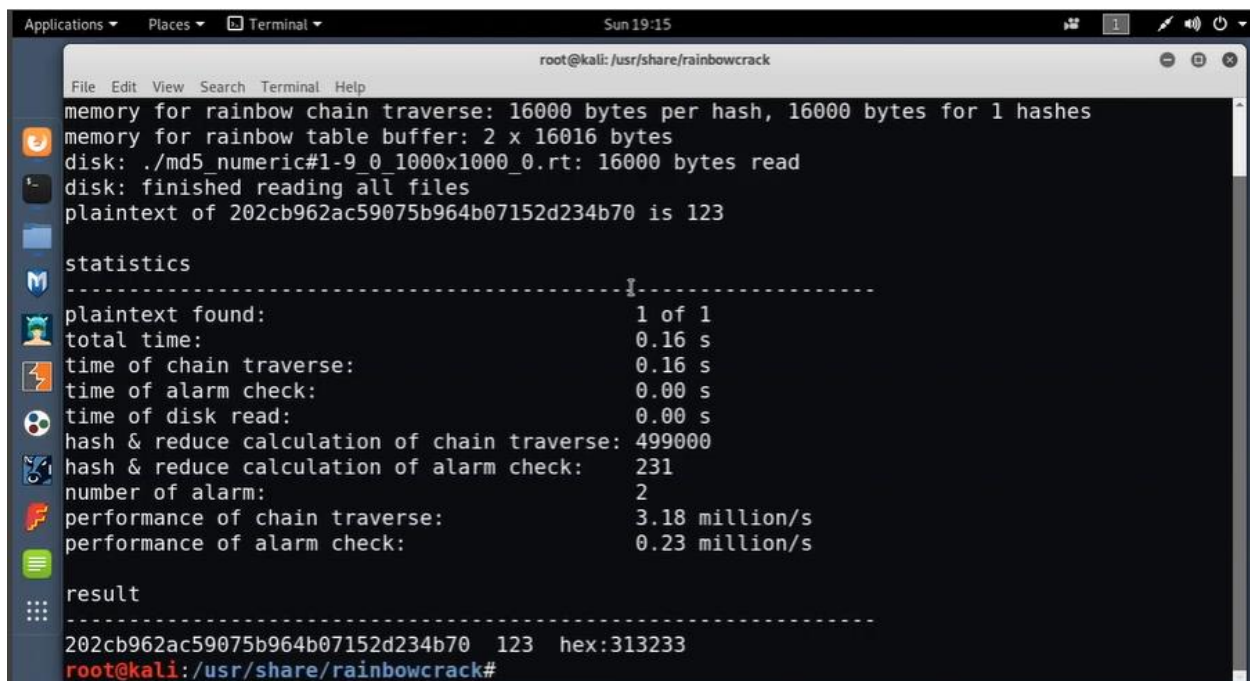 Applications Places Terminal Sun 19:15 1
root@kali: /usr/share/rainbowcrack
File Edit View Search Terminal Help
memory for rainbow chain traverse: 16000 bytes per hash, 16000 bytes for 1 hashes
memory for rainbow table buffer: 2 x 16016 bytes
disk: ./md5_numeric#1-9_0_1000x1000_0.rt: 16000 bytes read
disk: finished reading all files
plaintext of 202cb962ac59075b964b07152d234b70 is 123
statistics
-------------------------------------------------------------------
plaintext found: 1 of 1
total time: 0.16 s
time of chain traverse: 0.16 s
time of alarm check: 0.00 s
time of disk read: 0.00 s
hash & reduce calculation of chain traverse: 499000
hash & reduce calculation of alarm check: 231
number of alarm: 2
performance of chain traverse: 3.18 million/s
performance of alarm check: 0.23 million/s
result
-------------------------------------------------------------------
202cb962ac59075b964b07152d234b70 123 hex:313233
root@kali:/usr/share/rainbowcrack#